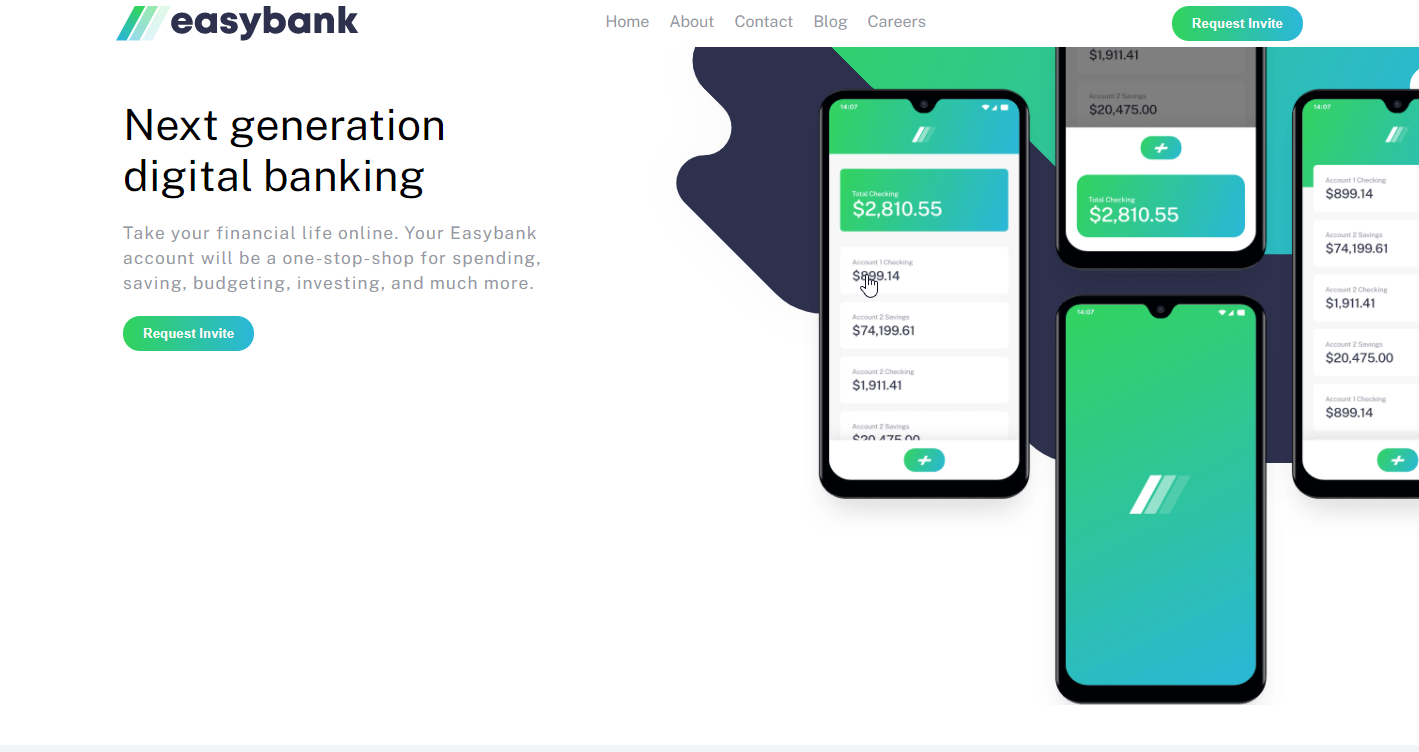 easybank
Home About Contact Blog Careers
Request Invite
Next generation
digital banking
Take your financial life online. Your Easybank
account will be a one-stop-shop for spending,
saving, budgeting, investing, and much more.
Request Invite
14:07
Total Checking
$2,810.55
Account 1 Checking
$899.14
Account 2 Savings
$74,199.61
Account 2 Checking
$1,911.41
Account 2 Savings
$20,475.00
$1,911.41
Account 2 Savings
$20,475.00
Total Checking
$2,810.55
14:07
14:07
Account 1 Checking
$899.14
Account 2 Savings
$74,199.61
Account 2 Checking
$1,911.41
Account 2 Savings
$20,475.00
Account 1 Checking
$899.14